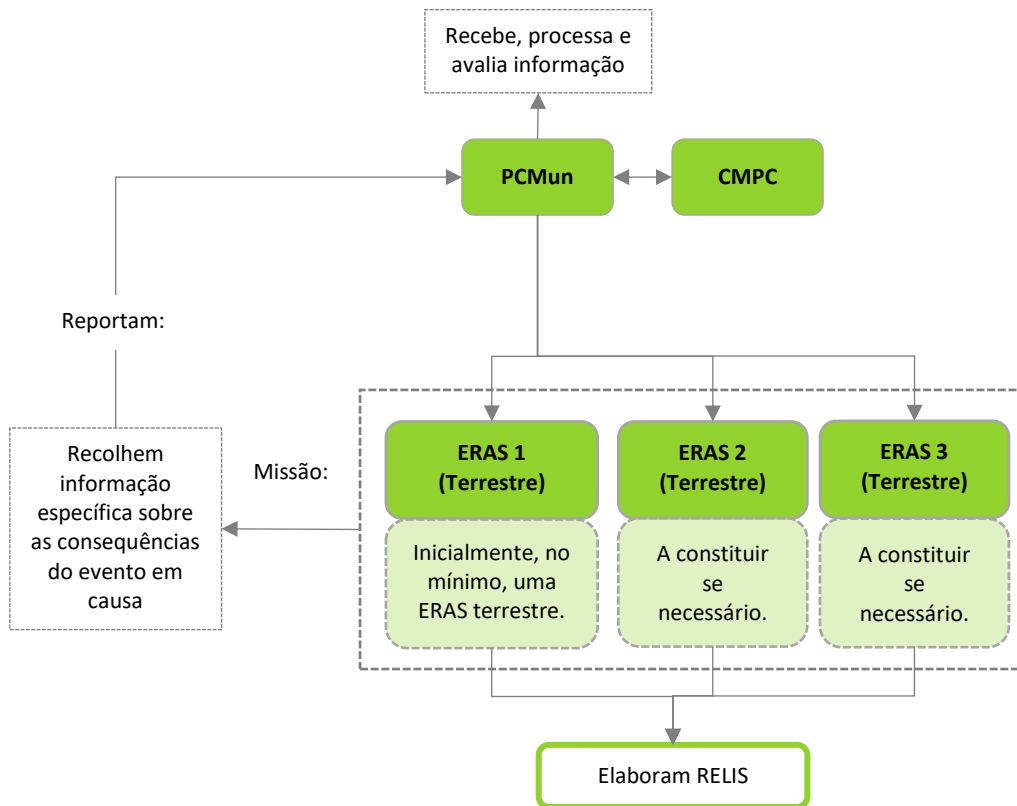 Recebe, processa e
avalia informação
PCMun
CMPC
Reportam:
Recolhem
informação
específica sobre
as consequências
do evento em
causa
Missão:
ERAS 1
(Terrestre)
Inicialmente, no
mínimo, uma
ERAS terrestre.
ERAS 2
(Terrestre)
A constituir
se
necessário.
ERAS 3
(Terrestre)
A constituir
se
necessário.
Elaboram RELIS